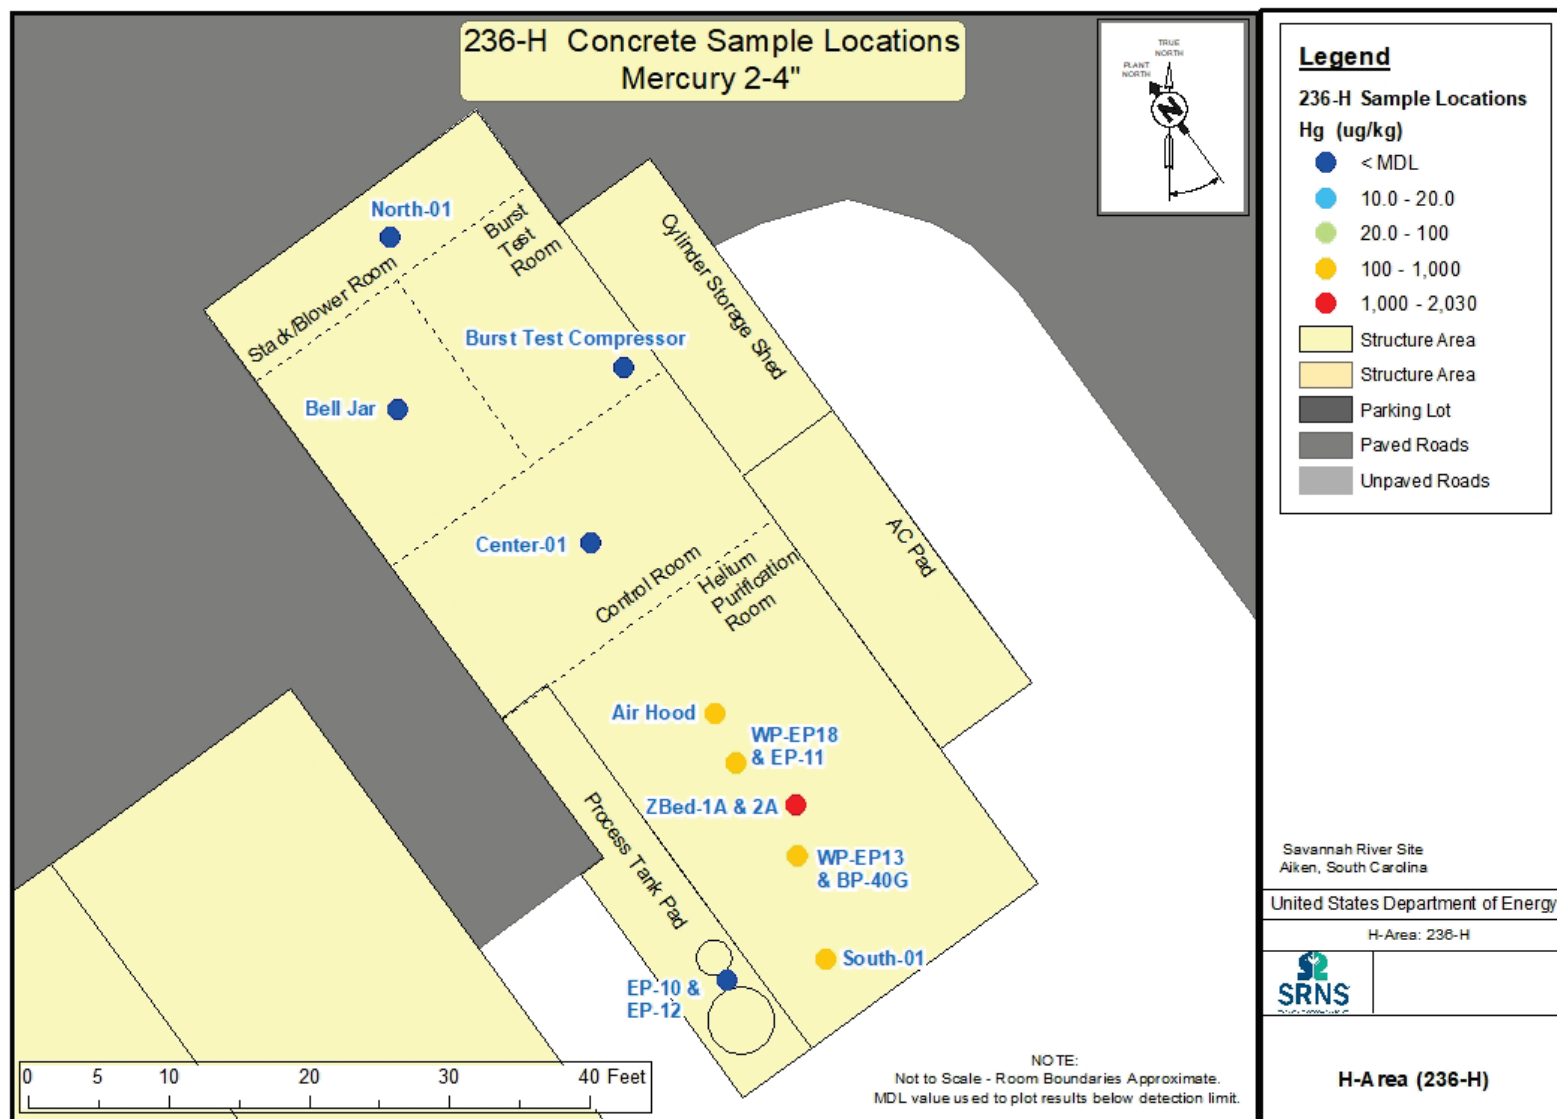 236-H Concrete Sample Locations
Mercury 2-4"
TRUE
NORTH
PLANT
NORTH
N
North-01
Burst
Test
Room
Stack/Blower Room
Cylinder Storage Shed
Burst Test Compressor
Bell Jar
Center-01
Control Room
Helium
Purification
Room
AC Pad
Air Hood
WP-EP18
& EP-11
ZBed-1A & 2A
Process Tank Pad
WP-EP13
& BP-40G
South-01
EP-10 &
EP-12
0 5 10 20 30 40 Feet
NOTE:
Not to Scale - Room Boundaries Approximate.
MDL value used to plot results below detection limit.
Legend
236-H Sample Locations
Hg (ug/kg)
< MDL
10.0 - 20.0
20.0 - 100
100 - 1,000
1,000 - 2,030
Structure Area
Structure Area
Parking Lot
Paved Roads
Unpaved Roads
Savannah River Site
Aiken, South Carolina
United States Department of Energy
H-Area: 236-H
SRNS
H-Area (236-H)